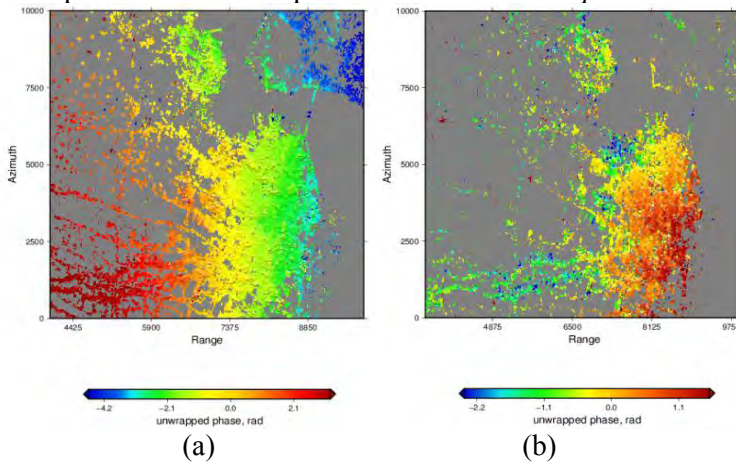 10000
7500
5000
2500
0
Azimuth
4425 5900 7375 8850
Range
-4.2 -2.1 0.0 2.1
unwrapped phase, rad
(a)
10000
7500
5000
2500
0
Azimuth
4875 6500 8125 975
Range
-2.2 -1.1 0.0 1.1
unwrapped phase, rad
(b)